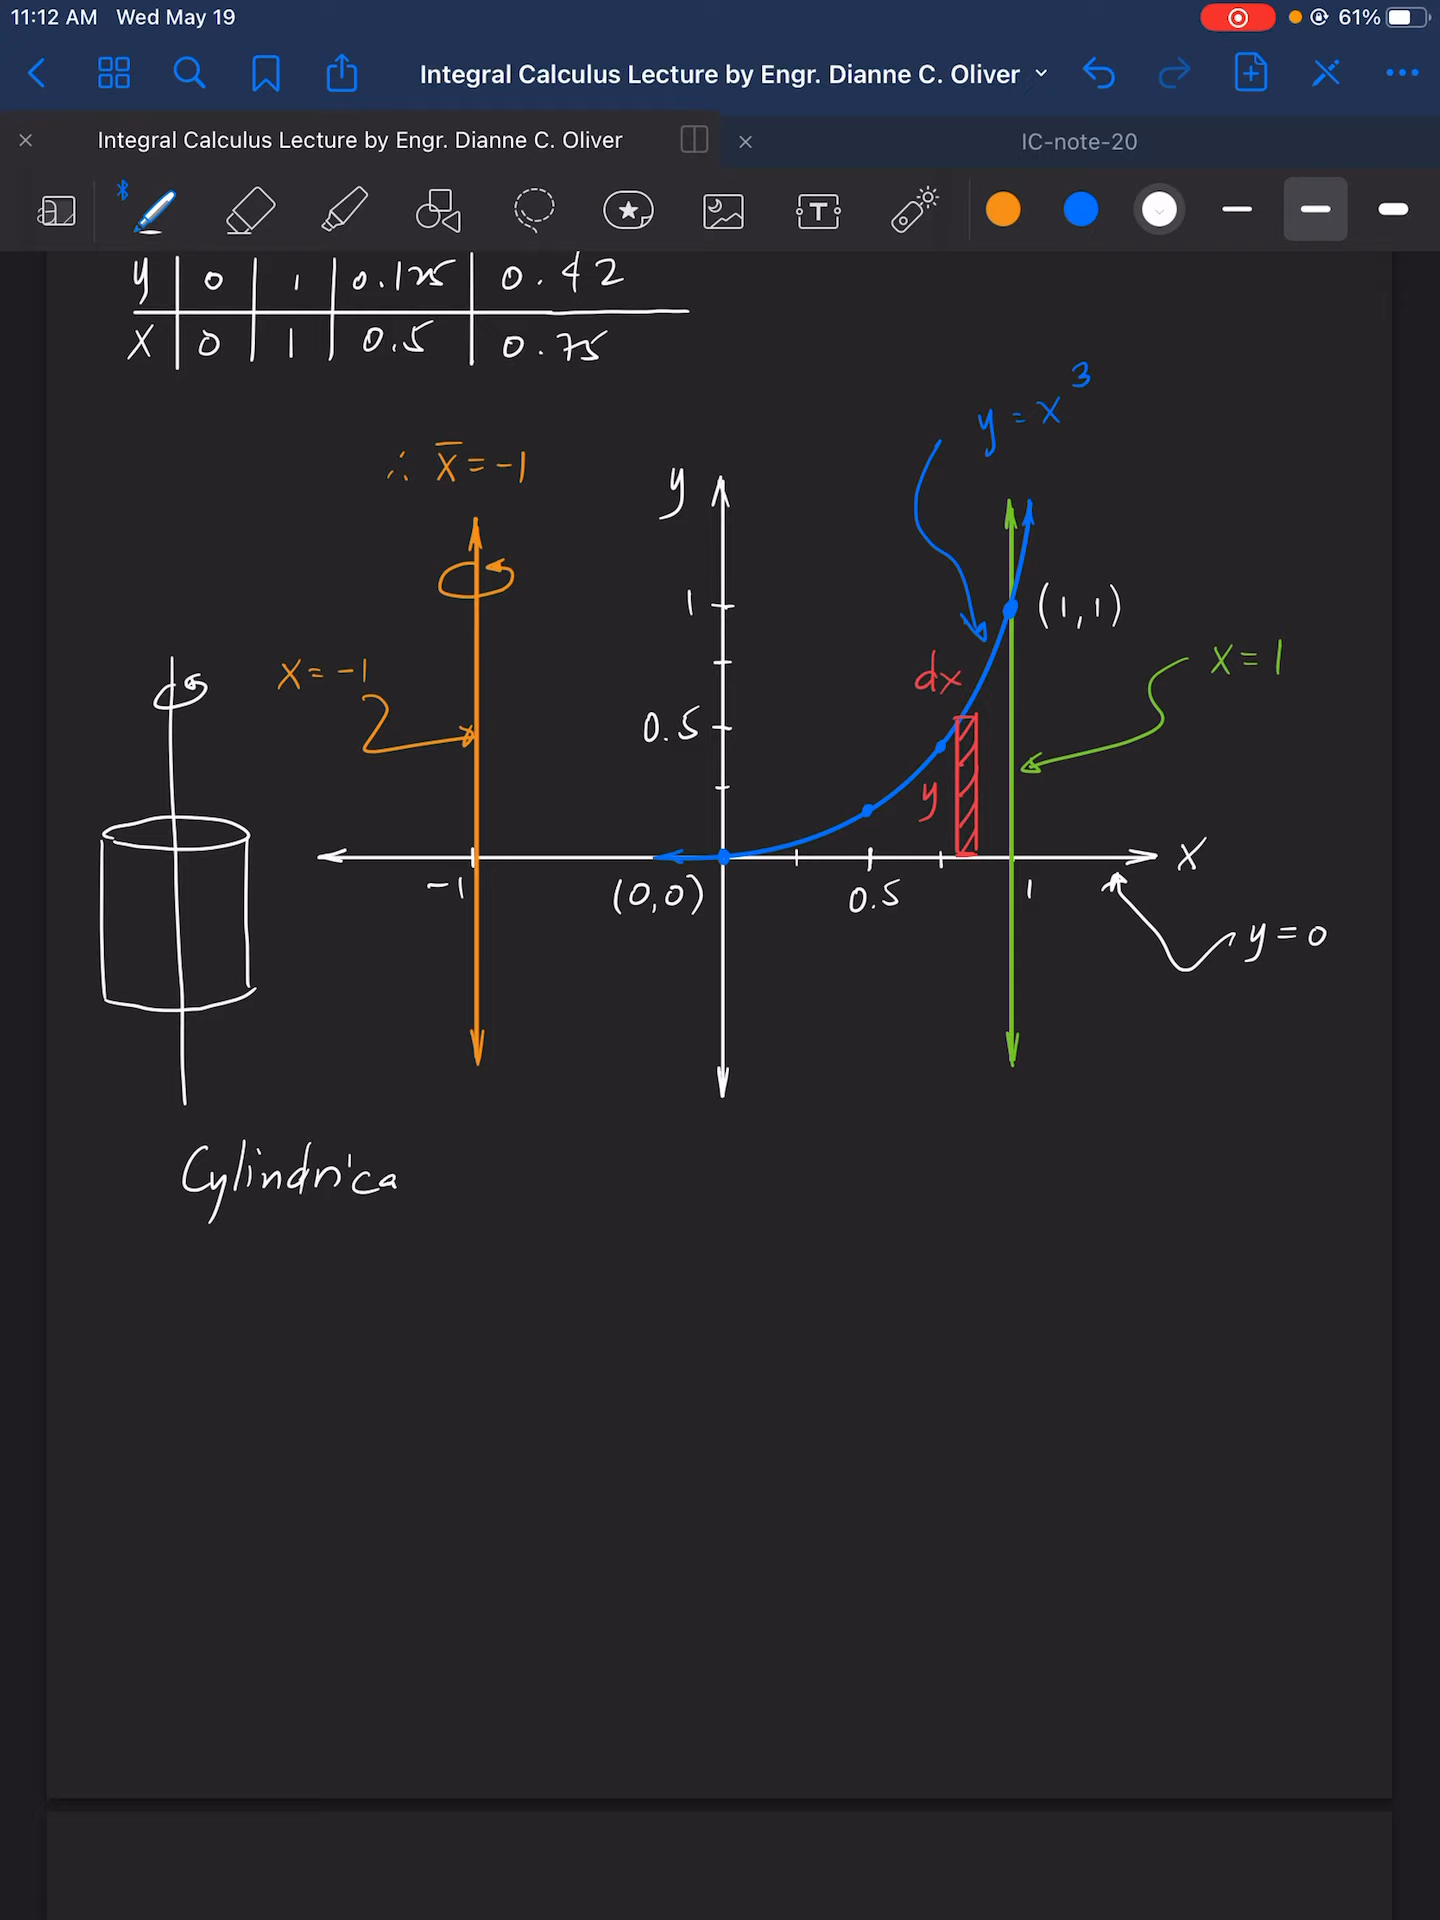 11:12 AM Wed May 19
61%
Integral Calculus Lecture by Engr. Dianne C. Oliver
Integral Calculus Lecture by Engr. Dianne C. Oliver
IC-note-20
T
y | 0 | 1 | 0.125 | 0.42
x | 0 | 1 | 0.5 | 0.75
y = x³
∴ x̄ = -1
y
1
(1,1)
x = -1
dx
x = 1
0.5
y
x
-1
(0,0)
0.5
1
y = 0
Cylindrica